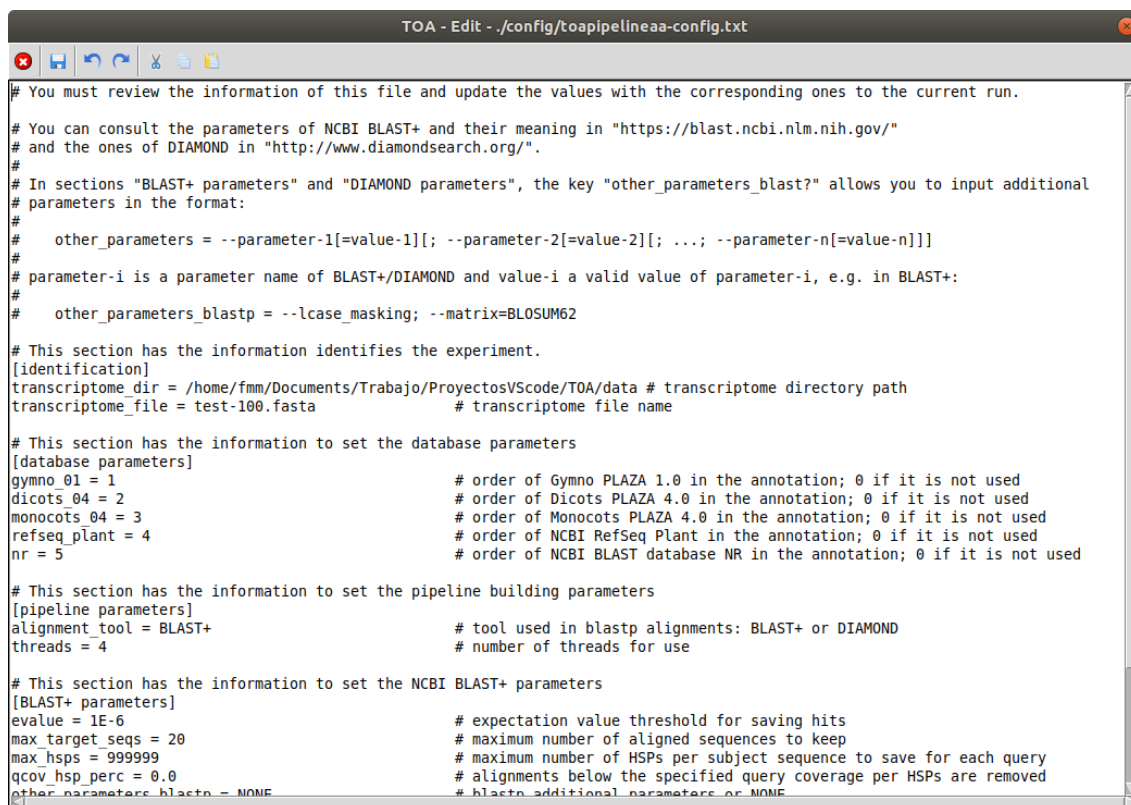 TOA - Edit - ./config/toapipelineaa-config.txt
# You must review the information of this file and update the values with the corresponding ones to the current run.
# You can consult the parameters of NCBI BLAST+ and their meaning in "https://blast.ncbi.nlm.nih.gov/"
# and the ones of DIAMOND in "http://www.diamondsearch.org/".
#
# In sections "BLAST+ parameters" and "DIAMOND parameters", the key "other_parameters_blast?" allows you to input additional
# parameters in the format:
#
#    other_parameters = --parameter-1[=value-1][; --parameter-2[=value-2][; ...; --parameter-n[=value-n]]]
#
# parameter-i is a parameter name of BLAST+/DIAMOND and value-i a valid value of parameter-i, e.g. in BLAST+:
#
#    other_parameters_blastp = --lcase_masking; --matrix=BLOSUM62
# This section has the information identifies the experiment.
[identification]
transcriptome_dir = /home/fmm/Documents/Trabajo/ProyectosVScode/TOA/data # transcriptome directory path
transcriptome_file = test-100.fasta # transcriptome file name
# This section has the information to set the database parameters
[database parameters]
gymno_01 = 1 # order of Gymno PLAZA 1.0 in the annotation; 0 if it is not used
dicots_04 = 2 # order of Dicots PLAZA 4.0 in the annotation; 0 if it is not used
monocots_04 = 3 # order of Monocots PLAZA 4.0 in the annotation; 0 if it is not used
refseq_plant = 4 # order of NCBI RefSeq Plant in the annotation; 0 if it is not used
nr = 5 # order of NCBI BLAST database NR in the annotation; 0 if it is not used
# This section has the information to set the pipeline building parameters
[pipeline parameters]
alignment_tool = BLAST+ # tool used in blastp alignments: BLAST+ or DIAMOND
threads = 4 # number of threads for use
# This section has the information to set the NCBI BLAST+ parameters
[BLAST+ parameters]
evalue = 1E-6 # expectation value threshold for saving hits
max_target_seqs = 20 # maximum number of aligned sequences to keep
max_hsps = 999999 # maximum number of HSPs per subject sequence to save for each query
qcov_hsp_perc = 0.0 # alignments below the specified query coverage per HSPs are removed
other_parameters_blastp = NONE # blastp additional parameters or NONE